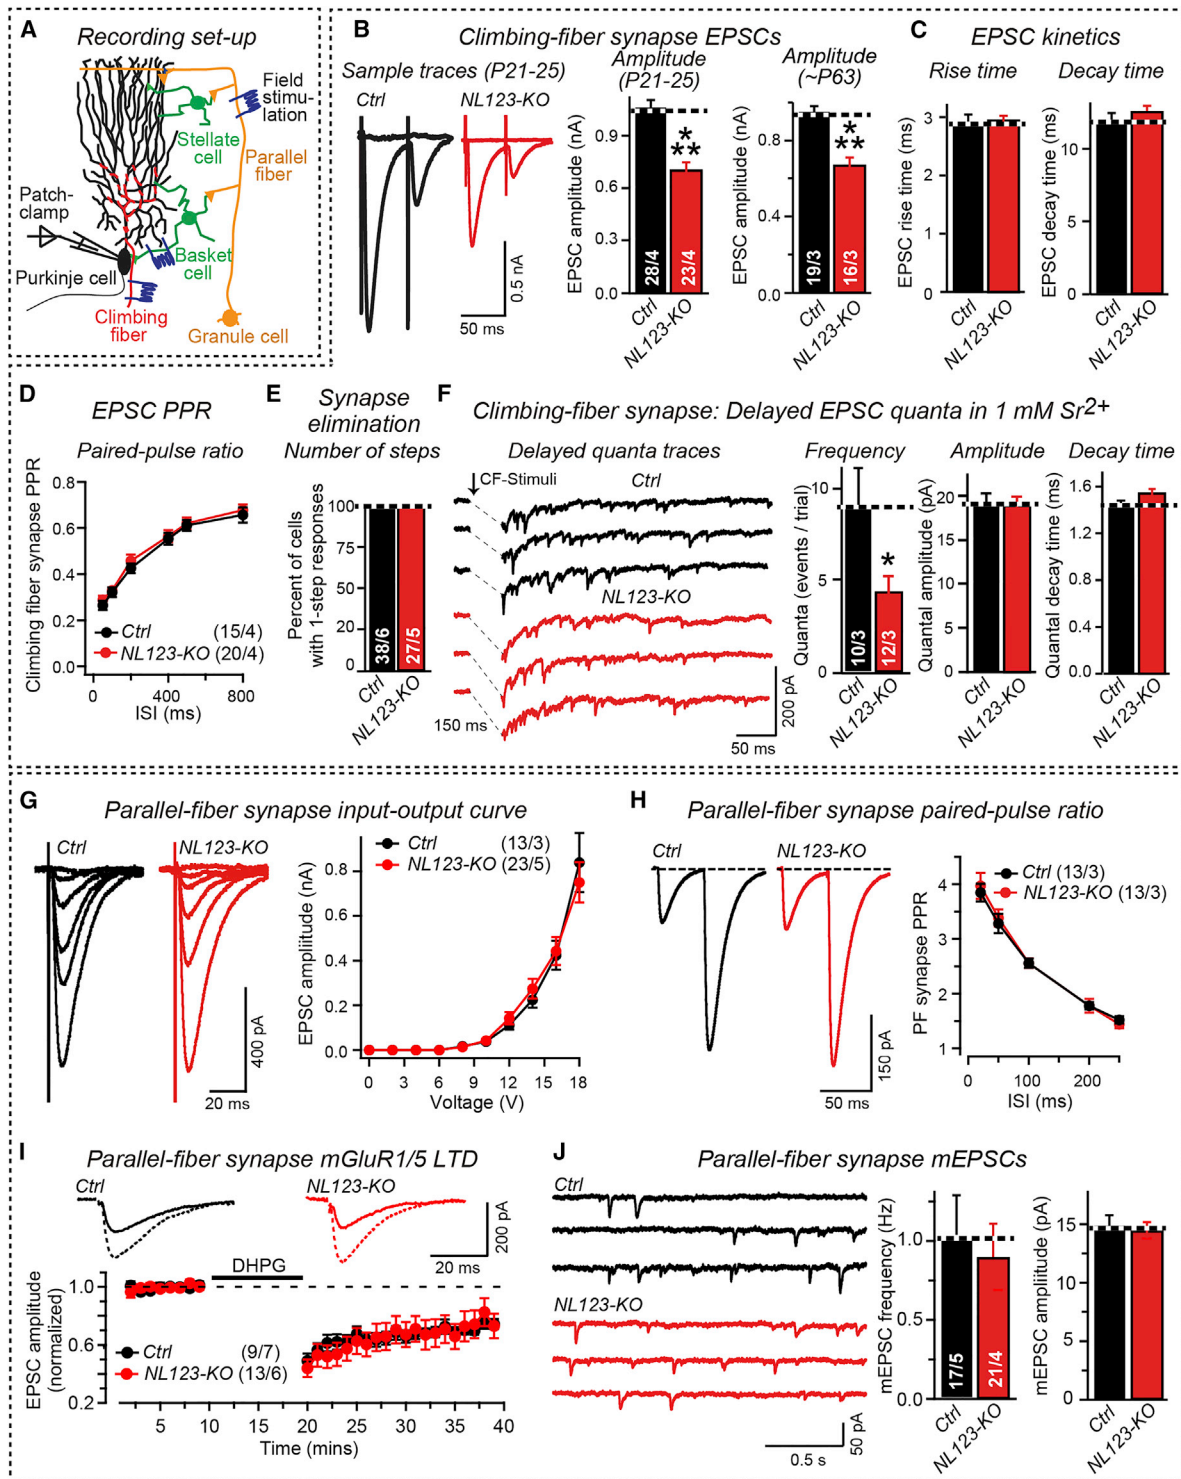 A
Recording set-up
Field
stimu-
lation
Stellate
cell
Parallel
fiber
Patch-
clamp
Basket
cell
Purkinje cell
Climbing
fiber
Granule cell
B
Climbing-fiber synapse EPSCs
Sample traces (P21-25)
Ctrl
NL123-KO
0.5 nA
50 ms
Amplitude
(P21-25)
EPSC amplitude (nA)
0.9
0.6
0.3
0.0
***
28/4
23/4
Ctrl
NL123-KO
Amplitude
(~P63)
EPSC amplitude (nA)
0.8
0.4
0.0
***
19/3
16/3
Ctrl
NL123-KO
C
EPSC kinetics
Rise time
EPSC rise time (ms)
3
2
1
0
Ctrl
NL123-KO
Decay time
EPSC decay time (ms)
10
5
0
Ctrl
NL123-KO
D
EPSC PPR
Paired-pulse ratio
Climbing fiber synapse PPR
0.8
0.6
0.4
0.2
0.0
Ctrl (15/4)
NL123-KO (20/4)
0 400 800
ISI (ms)
E
Synapse
elimination
Number of steps
Percent of cells
with 1-step responses
100
75
50
20
0
38/6
27/5
Ctrl
NL123-KO
F
Climbing-fiber synapse: Delayed EPSC quanta in 1 mM Sr2+
Delayed quanta traces
CF-Stimuli
Ctrl
NL123-KO
150 ms
200 pA
50 ms
Frequency
Quanta (events / trial)
10
5
0
*
10/3
12/3
Ctrl
NL123-KO
Amplitude
Quantal amplitude (pA)
20
15
10
5
0
Ctrl
NL123-KO
Decay time
Quantal decay time (ms)
1.6
1.2
0.8
0.4
0.0
Ctrl
NL123-KO
G
Parallel-fiber synapse input-output curve
Ctrl
NL123-KO
400 pA
20 ms
EPSC ampliitude (nA)
0.8
0.6
0.4
0.2
0.0
Ctrl (13/3)
NL123-KO (23/5)
0 3 6 9 12 15 18
Voltage (V)
H
Parallel-fiber synapse paired-pulse ratio
Ctrl
NL123-KO
150 pA
50 ms
PF synapse PPR
4
3
2
1
Ctrl (13/3)
NL123-KO (13/3)
0 100 200
ISI (ms)
I
Parallel-fiber synapse mGluR1/5 LTD
Ctrl
NL123-KO
200 pA
20 ms
DHPG
EPSC amplitude
(normalized)
1.0
0.6
0.2
Ctrl (9/7)
NL123-KO (13/6)
5 10 15 20 25 30 35 40
Time (mins)
J
Parallel-fiber synapse mEPSCs
Ctrl
NL123-KO
50 pA
0.5 s
mEPSC frequency (Hz)
1.0
0.5
0.0
17/5
21/4
Ctrl
NL123-KO
mEPSC ampliitude (pA)
15
10
5
0
Ctrl
NL123-KO